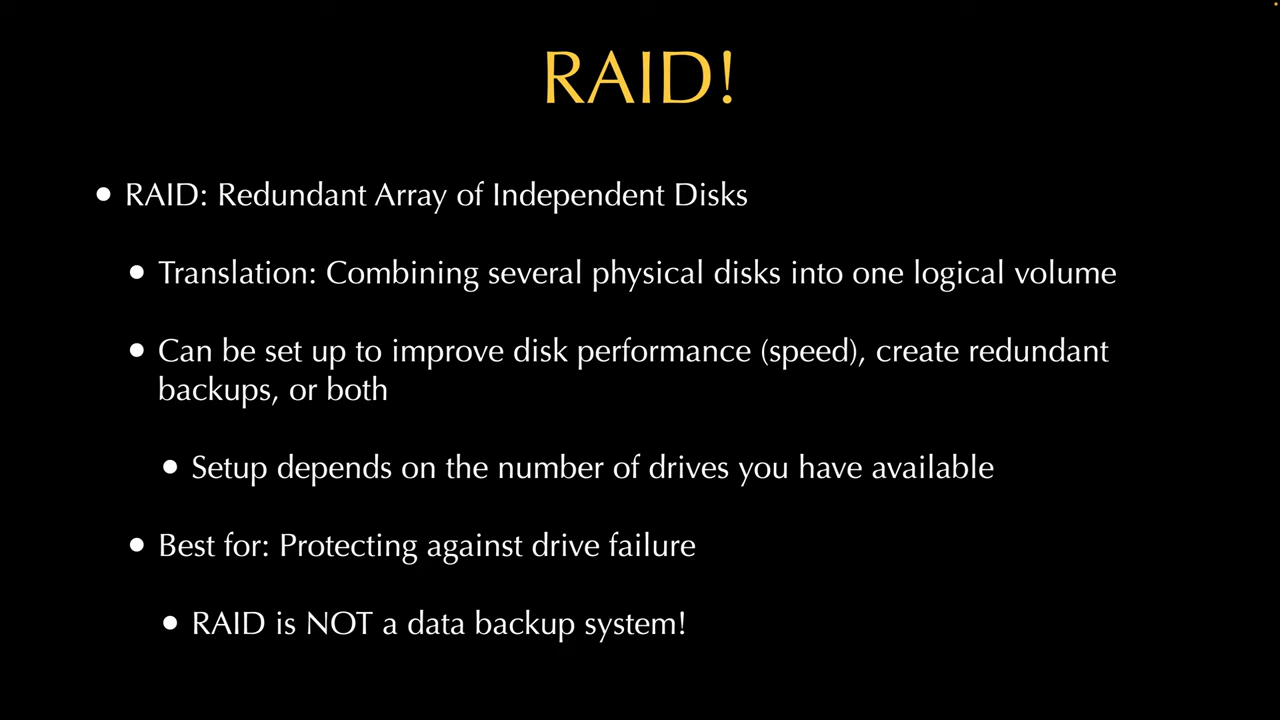 RAID!
• RAID: Redundant Array of Independent Disks
• Translation: Combining several physical disks into one logical volume
• Can be set up to improve disk performance (speed), create redundant
backups, or both
• Setup depends on the number of drives you have available
• Best for: Protecting against drive failure
• RAID is NOT a data backup system!